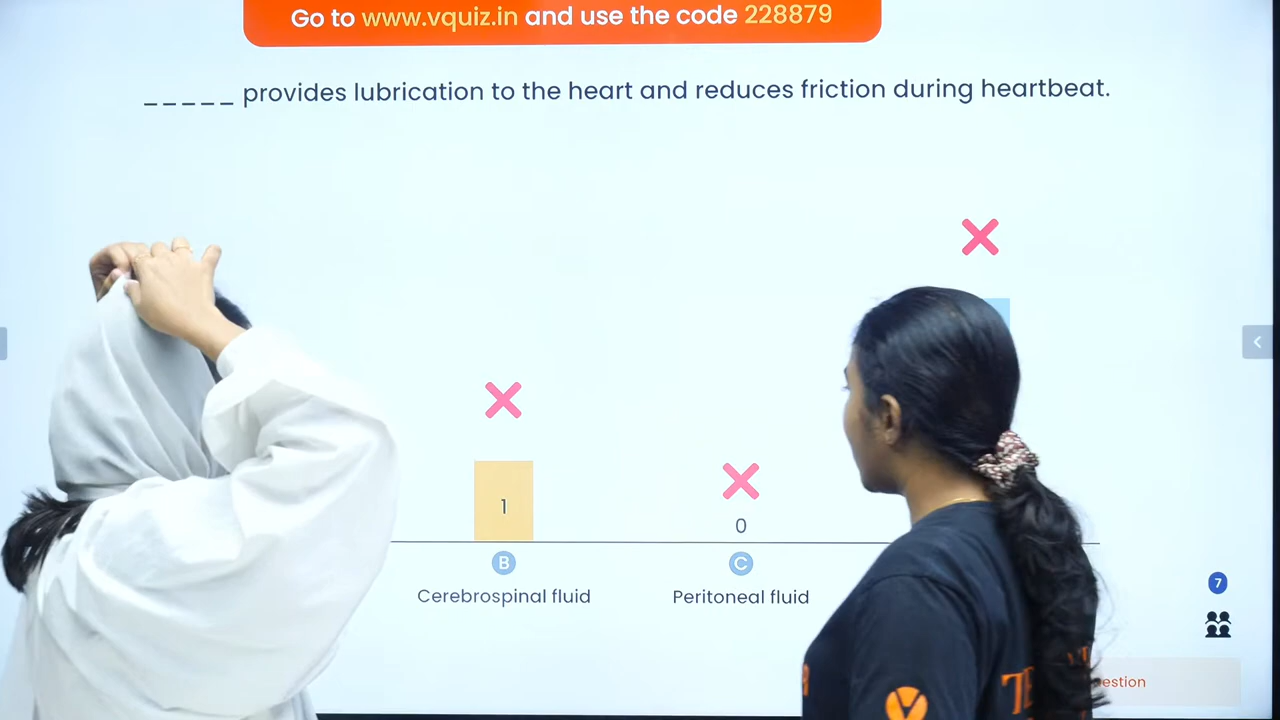 Go to www.vquiz.in and use the code 228879
_____ provides lubrication to the heart and reduces friction during heartbeat.
1
0
B
C
Cerebrospinal fluid
Peritoneal fluid
7